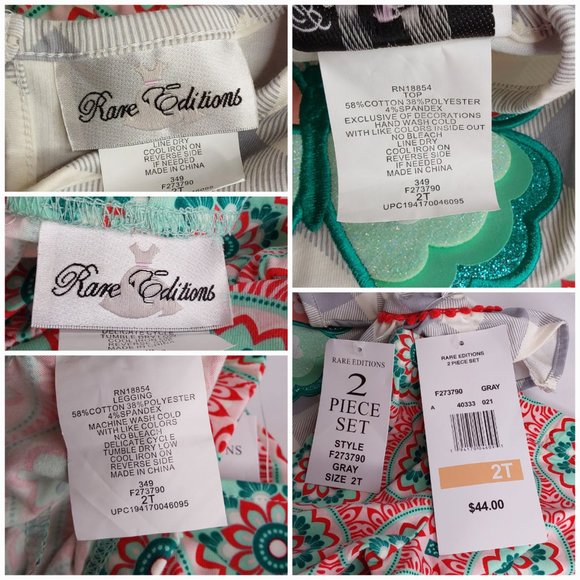 Rare Editions
LINE DRY
COOL IRON ON
REVERSE SIDE
IF NEEDED
MADE IN CHINA
349
F273790
2T
RN18854
TOP
58%COTTON 38%POLYESTER
4%SPANDEX
EXCLUSIVE OF DECORATIONS
HAND WASH COLD
WITH LIKE COLORS INSIDE OUT
NO BLEACH
LINE DRY
COOL IRON ON
REVERSE SIDE
IF NEEDED
MADE IN CHINA
349
F273790
2T
UPC194170046095
Rare Editions
DELICATE CYCLE
RN18854
LEGGING
58%COTTON 38%POLYESTER
4%SPANDEX
MACHINE WASH COLD
WITH LIKE COLORS
NO BLEACH
DELICATE CYCLE
TUMBLE DRY LOW
COOL IRON ON
REVERSE SIDE
MADE IN CHINA
349
F273790
2T
UPC194170046095
RARE EDITIONS
2
PIECE
SET
STYLE
F273790
GRAY
SIZE 2T
RARE EDITIONS
2 PIECE SET
F273790 GRAY
A 40333 021
2T
$44.00